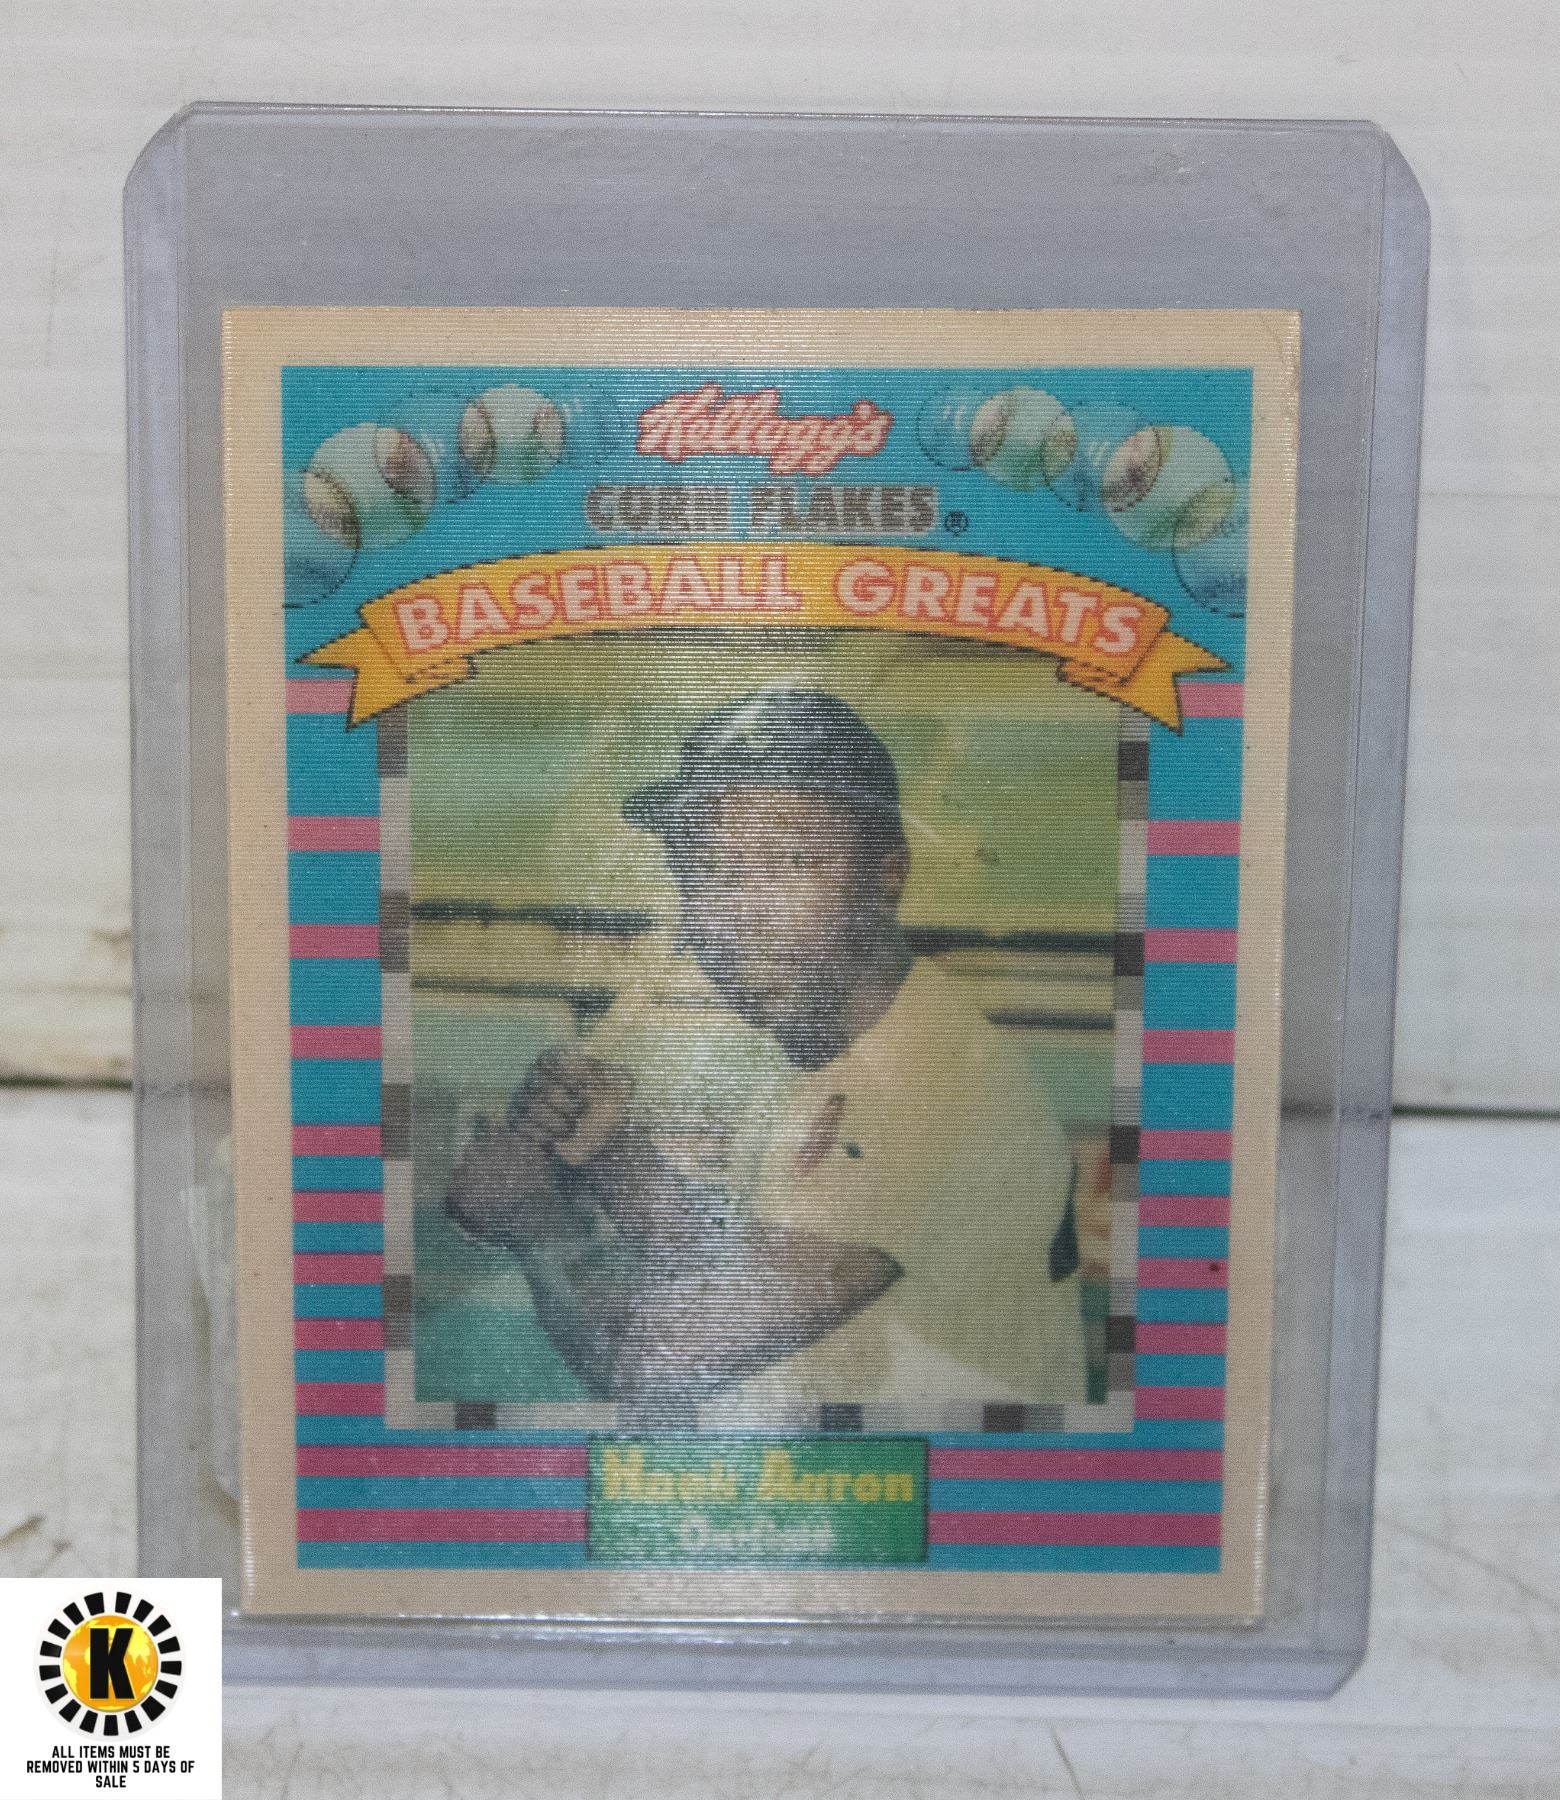 Kellogg's
CORN FLAKES®
BASEBALL GREATS
Hank Aaron
Outfield
K
ALL ITEMS MUST BE
REMOVED WITHIN 5 DAYS OF
SALE